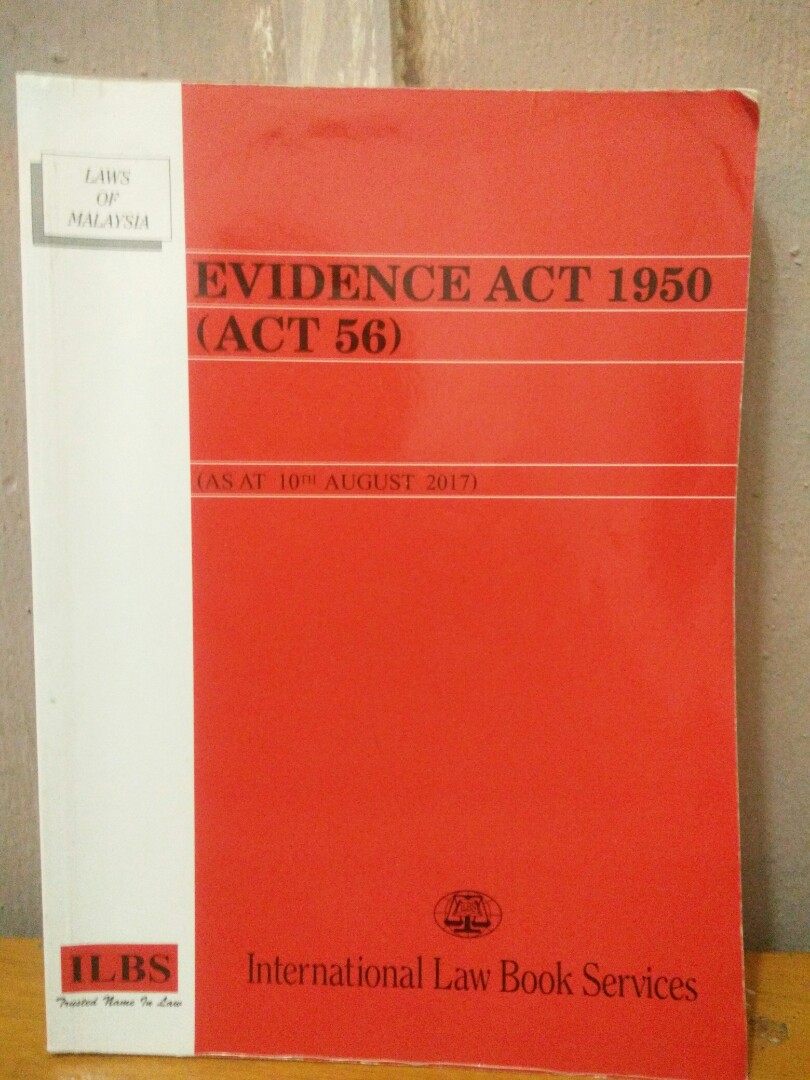 LAWS
OF
MALAYSIA
EVIDENCE ACT 1950
(ACT 56)
(AS AT 10TH AUGUST 2017)
ILBS
Trusted Name In Law
International Law Book Services